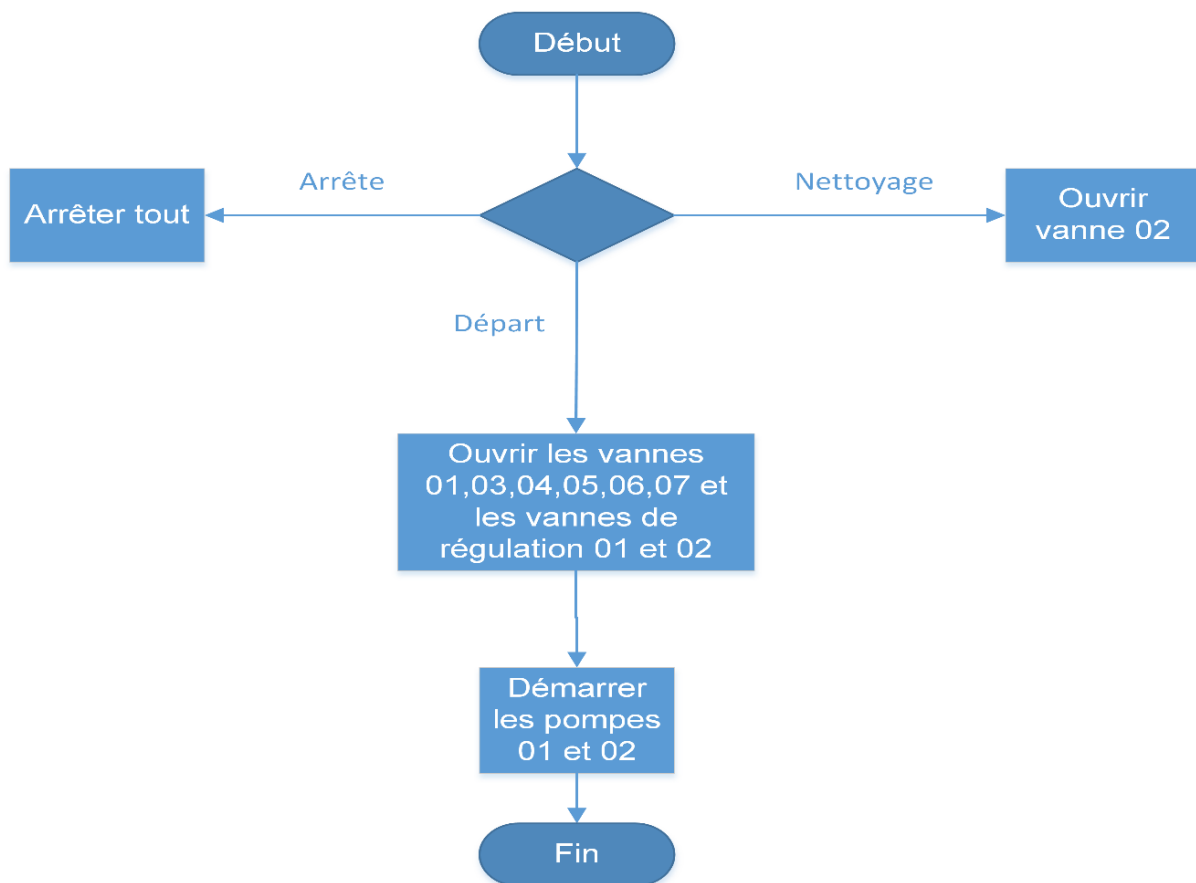 Début
Arrête
Nettoyage
Arrêter tout
Ouvrir
vanne 02
Départ
Ouvrir les vannes
01,03,04,05,06,07 et
les vannes de
régulation 01 et 02
Démarrer
les pompes
01 et 02
Fin